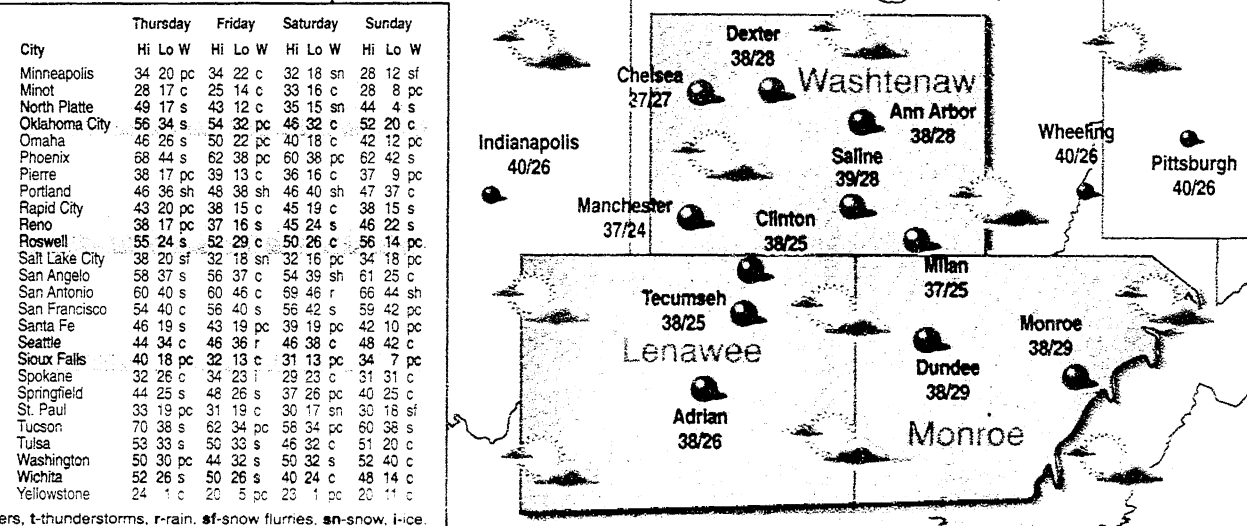 Thursday Friday Saturday Sunday
City Hi Lo W Hi Lo W Hi Lo W Hi Lo W
Minneapolis 34 20 pc 34 22 c 32 18 sn 28 12 sf
Minot 28 17 c 25 14 c 33 16 c 28 8 pc
North Platte 49 17 s 43 12 c 35 15 sn 44 4 s
Oklahoma City 56 34 s 54 32 pc 46 32 c 52 20 c
Omaha 46 26 s 50 22 pc 40 18 c 42 12 pc
Phoenix 68 44 s 62 38 pc 60 38 pc 62 42 s
Pierre 38 17 pc 39 13 c 36 16 c 37 9 pc
Portland 46 36 sh 48 38 sh 46 40 sh 47 37 c
Rapid City 43 20 pc 38 15 c 45 19 c 38 15 s
Reno 38 17 pc 37 16 s 45 24 s 46 22 s
Roswell 55 24 s 52 29 c 50 26 c 56 14 pc
Salt Lake City 38 20 sf 32 18 sn 32 16 pc 34 18 pc
San Angelo 58 37 s 56 37 c 54 39 sh 61 25 c
San Antonio 60 40 s 60 46 c 69 46 r 66 44 sh
San Francisco 54 40 c 56 40 s 56 42 s 59 42 pc
Santa Fe 46 19 s 43 19 pc 39 19 pc 42 10 pc
Seattle 44 34 c 46 36 r 46 38 c 48 42 c
Sioux Falls 40 18 pc 32 13 c 31 13 pc 34 7 pc
Spokane 32 26 c 34 23 i 29 23 c 31 31 c
Springfield 44 25 s 48 26 s 37 26 pc 40 25 c
St. Paul 33 19 pc 31 19 c 30 17 sn 30 18 sf
Tucson 70 38 s 62 34 pc 58 34 pc 60 38 s
Tulsa 53 33 s 50 33 s 46 32 c 51 20 c
Washington 50 30 pc 44 32 s 50 32 s 52 40 c
Wichita 52 26 s 50 26 s 40 24 c 48 14 c
Yellowstone 24 1 c 20 5 pc 23 1 pc 20 11 c
ers, t-thunderstorms, r-rain, sf-snow flurries, sn-snow, i-ice.
Dexter
38/28
Chelsea
37/27
Washtenaw
Ann Arbor
38/28
Indianapolis
40/26
Saline
39/28
Wheeling
40/26
Pittsburgh
40/26
Manchester
37/24
Clinton
38/25
Milan
37/25
Tecumseh
38/25
Lenawee
Monroe
38/29
Dundee
38/29
Adrian
38/26
Monroe